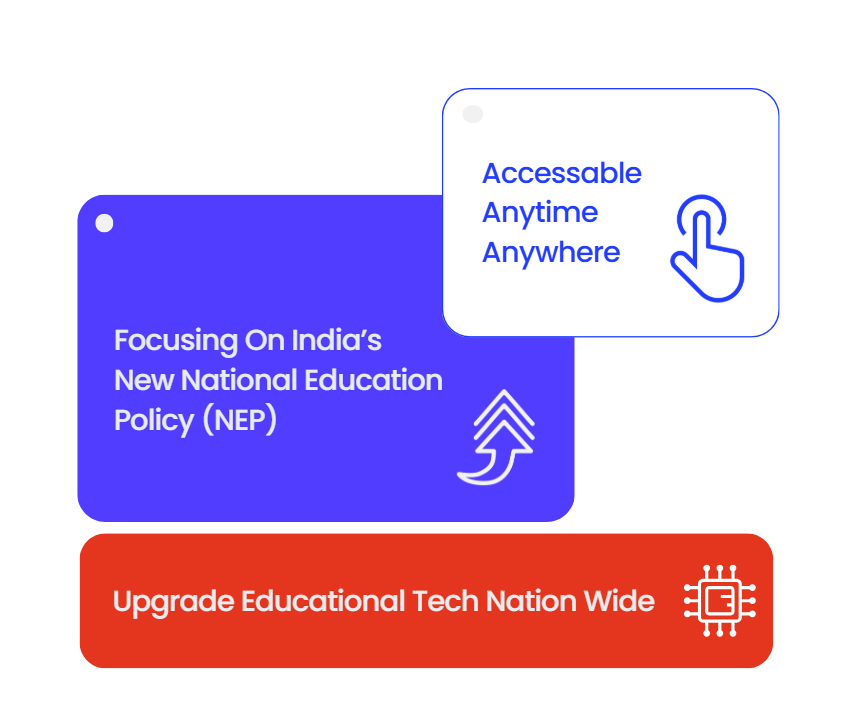 Accessable
Anytime
Anywhere
Focusing On India’s
New National Education
Policy (NEP)
Upgrade Educational Tech Nation Wide